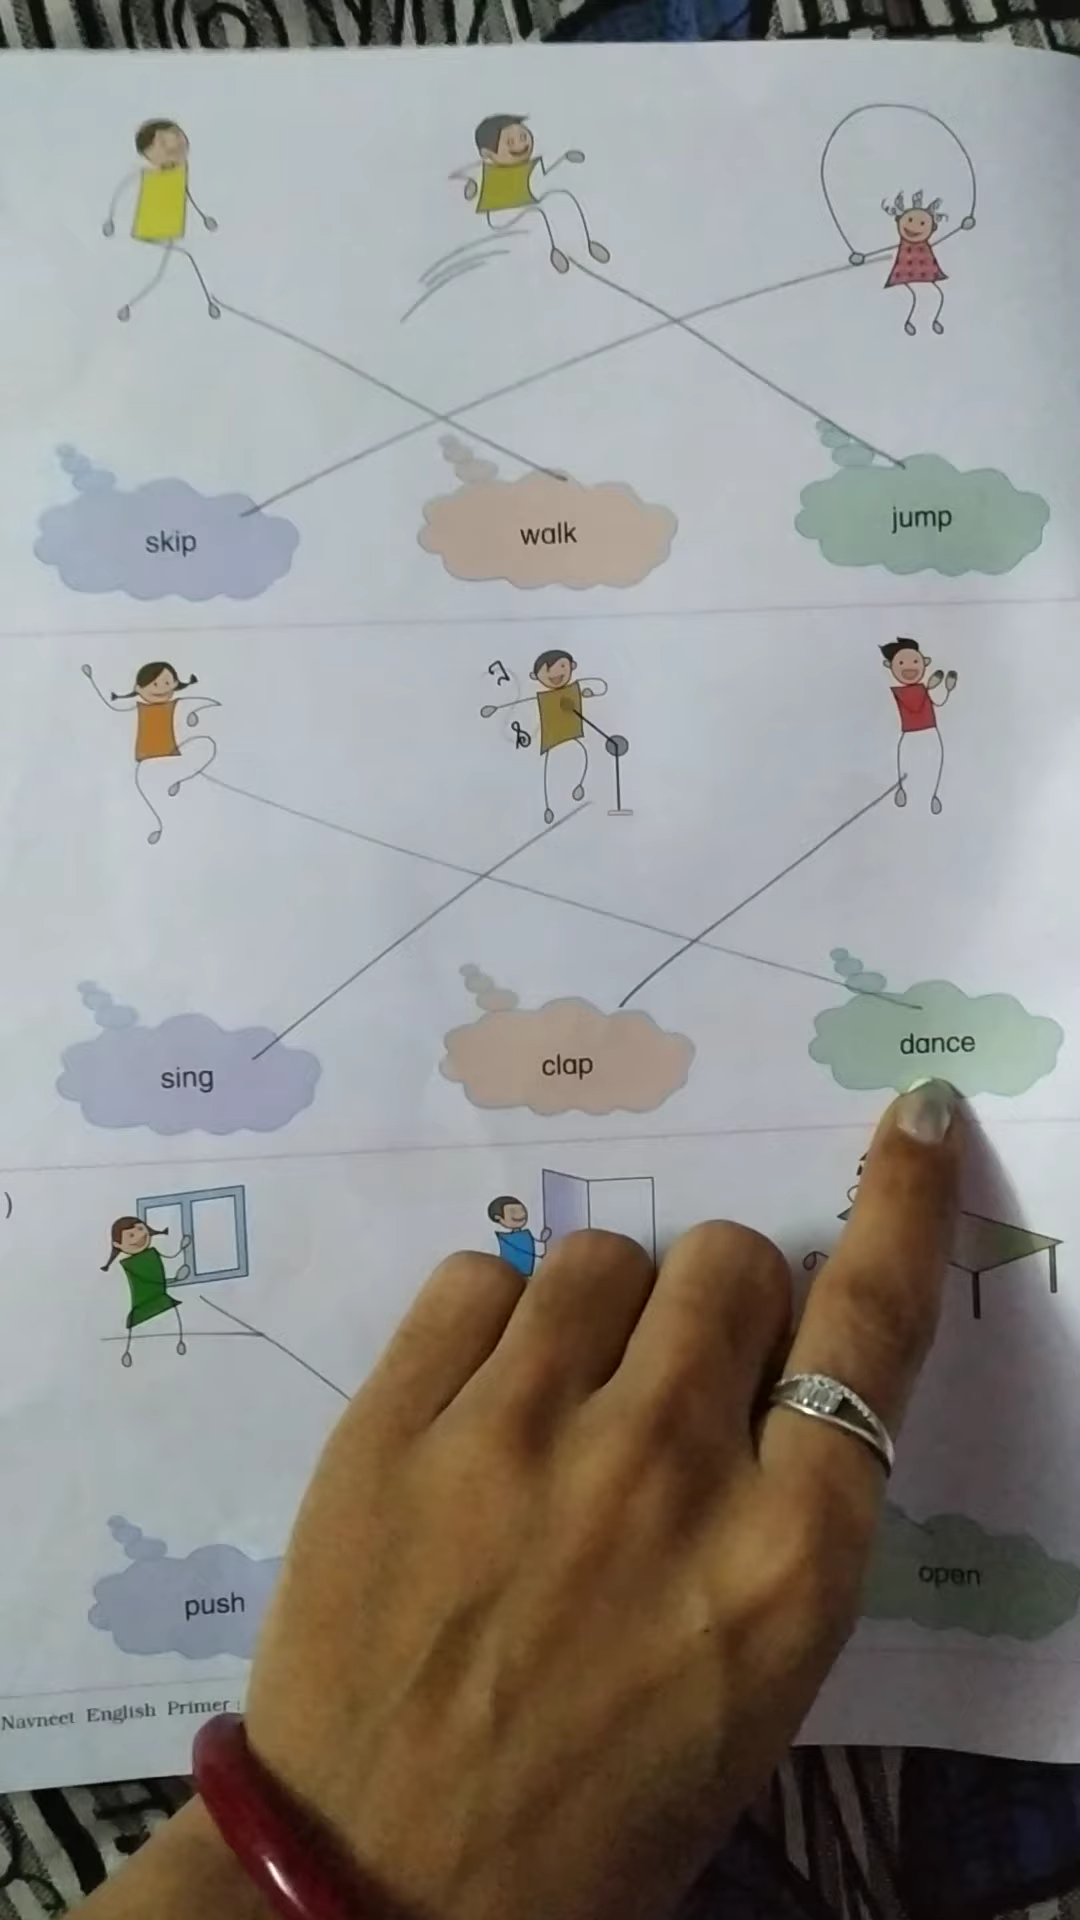 skip walk jump
sing clap dance
)
push open
Navneet English Primer :